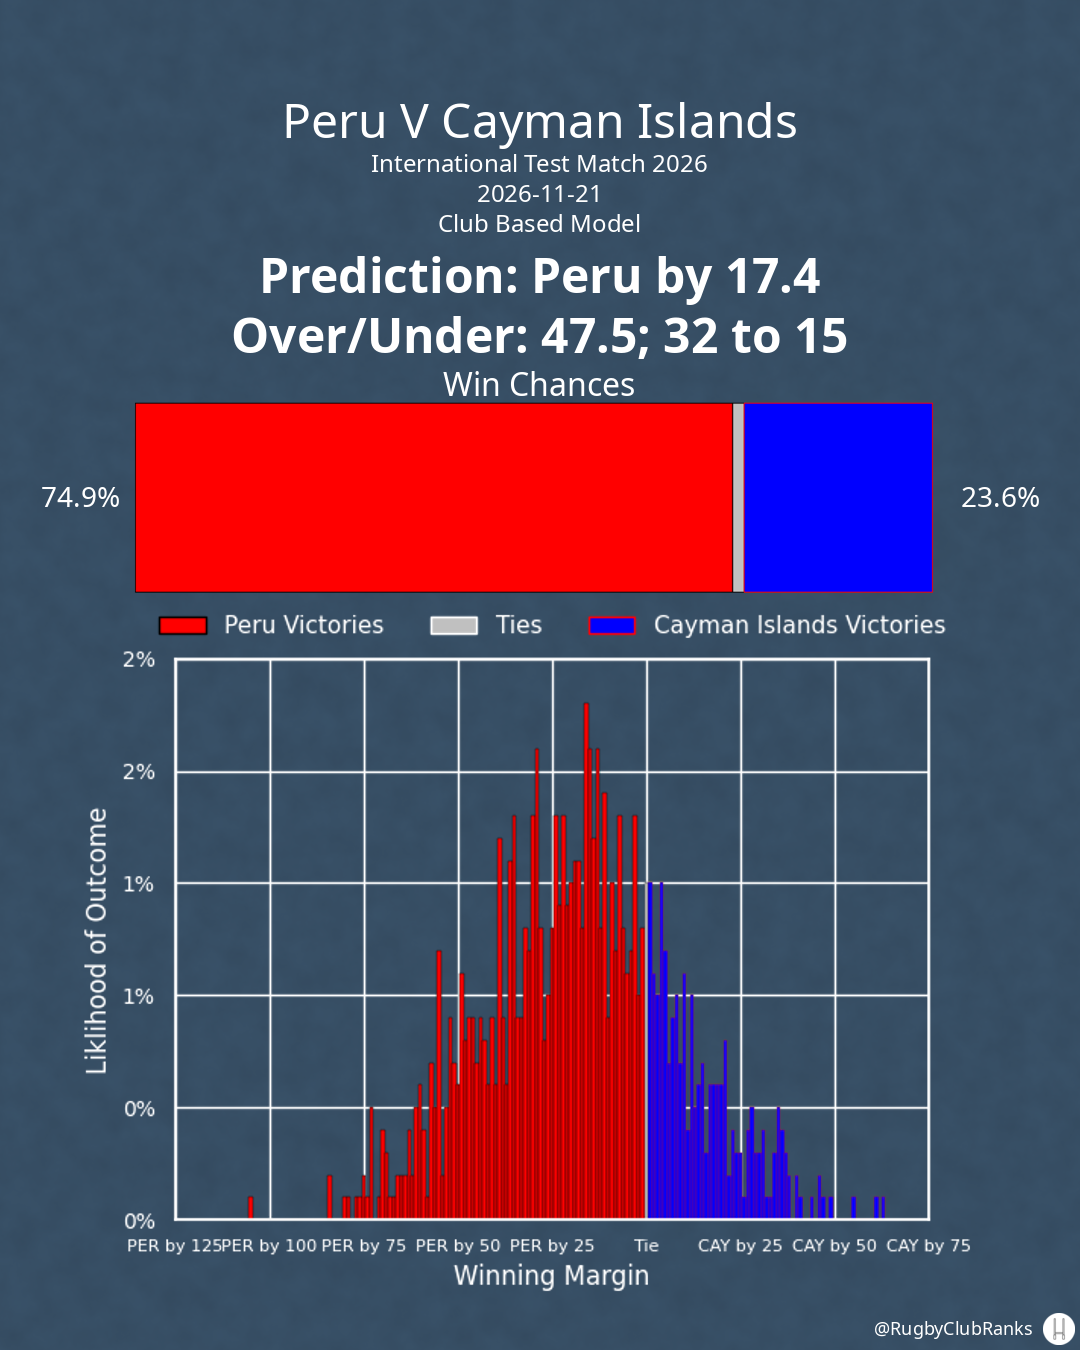 Peru V Cayman Islands
International Test Match 2026
2026-11-21
Club Based Model
Prediction: Peru by 17.4
Over/Under: 47.5; 32 to 15
Win Chances
74.9%
23.6%
Peru Victories
Ties
Cayman Islands Victories
2%
2%
1%
1%
0%
0%
Liklihood of Outcome
PER by 125
PER by 100
PER by 75
PER by 50
PER by 25
Tie
CAY by 25
CAY by 50
CAY by 75
Winning Margin
@RugbyClubRanks